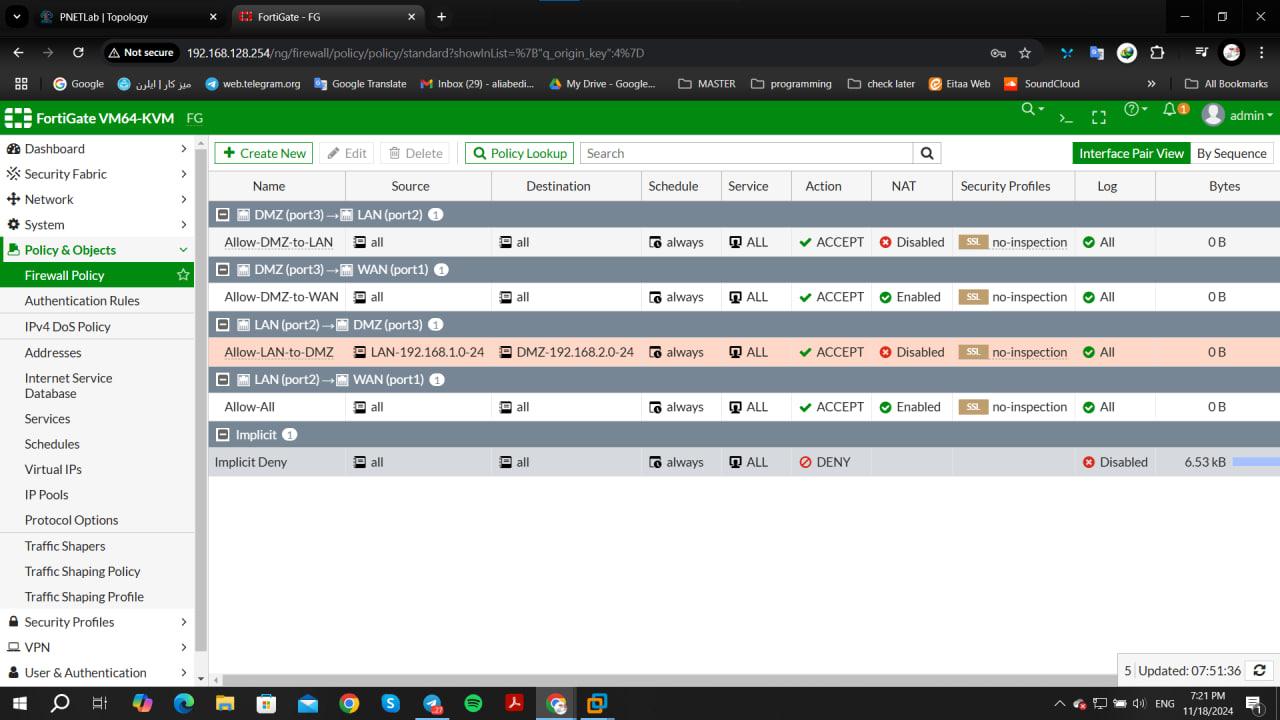 PNETLab | Topology
FortiGate - FG
Not secure 192.168.128.254/ng/firewall/policy/policy/standard?showInList=%7B"q_origin_key":4%7D
Google
میز کار | ایلرن
web.telegram.org
Google Translate
Inbox (29) - aliabedi...
My Drive - Google...
MASTER
programming
check later
Eitaa Web
SoundCloud
»
All Bookmarks
FortiGate VM64-KVM FG
>_
1
admin
Dashboard
Security Fabric
Network
System
Policy & Objects
Firewall Policy
Authentication Rules
IPv4 DoS Policy
Addresses
Internet Service
Database
Services
Schedules
Virtual IPs
IP Pools
Protocol Options
Traffic Shapers
Traffic Shaping Policy
Traffic Shaping Profile
Security Profiles
VPN
User & Authentication
+ Create New Edit Delete Policy Lookup Search Interface Pair View By Sequence
Name Source Destination Schedule Service Action NAT Security Profiles Log Bytes
DMZ (port3) → LAN (port2) 1
Allow-DMZ-to-LAN all all always ALL ACCEPT Disabled SSL no-inspection All 0 B
DMZ (port3) → WAN (port1) 1
Allow-DMZ-to-WAN all all always ALL ACCEPT Enabled SSL no-inspection All 0 B
LAN (port2) → DMZ (port3) 1
Allow-LAN-to-DMZ LAN-192.168.1.0-24 DMZ-192.168.2.0-24 always ALL ACCEPT Disabled SSL no-inspection All 0 B
LAN (port2) → WAN (port1) 1
Allow-All all all always ALL ACCEPT Enabled SSL no-inspection All 0 B
Implicit 1
Implicit Deny all all always ALL DENY Disabled 6.53 kB
5 Updated: 07:51:36
27
ENG
7:21 PM
11/18/2024
1